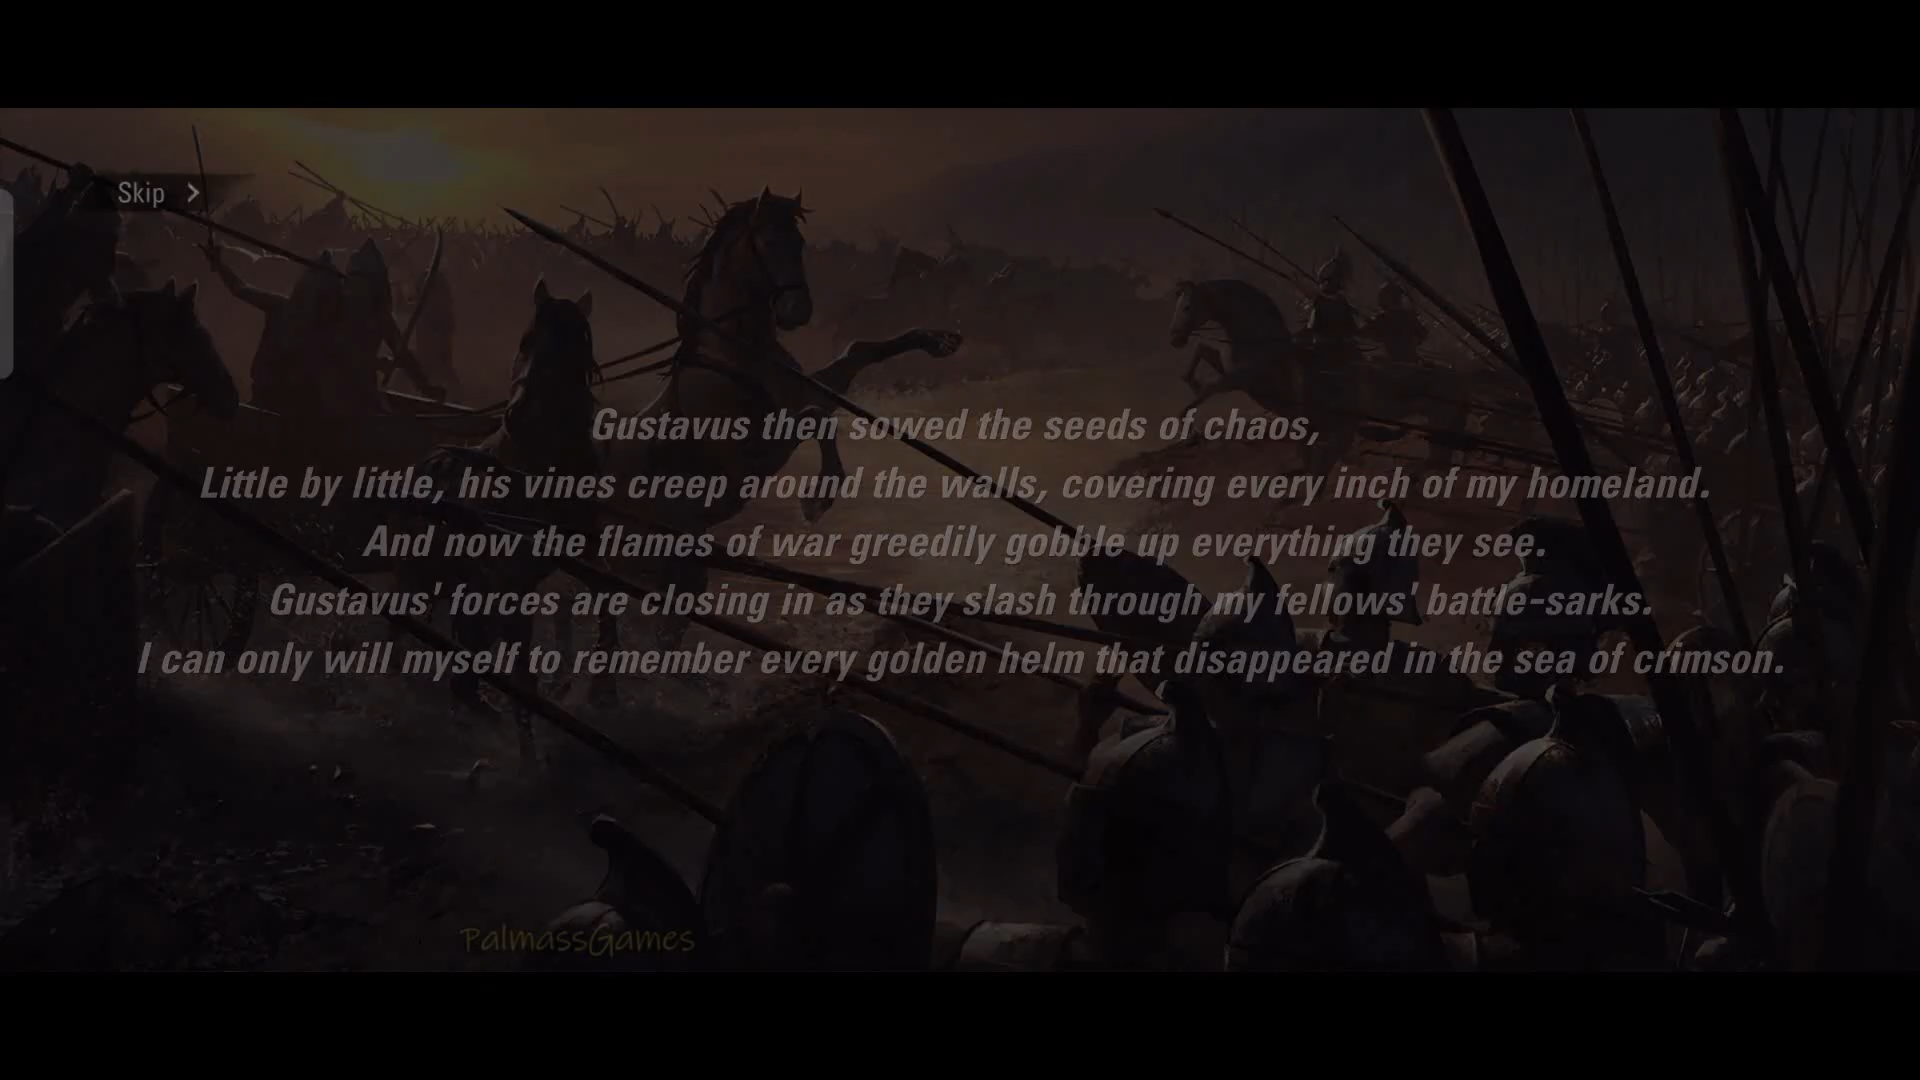 Skip >
Gustavus then sowed the seeds of chaos,
Little by little, his vines creep around the walls, covering every inch of my homeland.
And now the flames of war greedily gobble up everything they see.
Gustavus' forces are closing in as they slash through my fellows' battle-sarks.
I can only will myself to remember every golden helm that disappeared in the sea of crimson.
PalmassGames